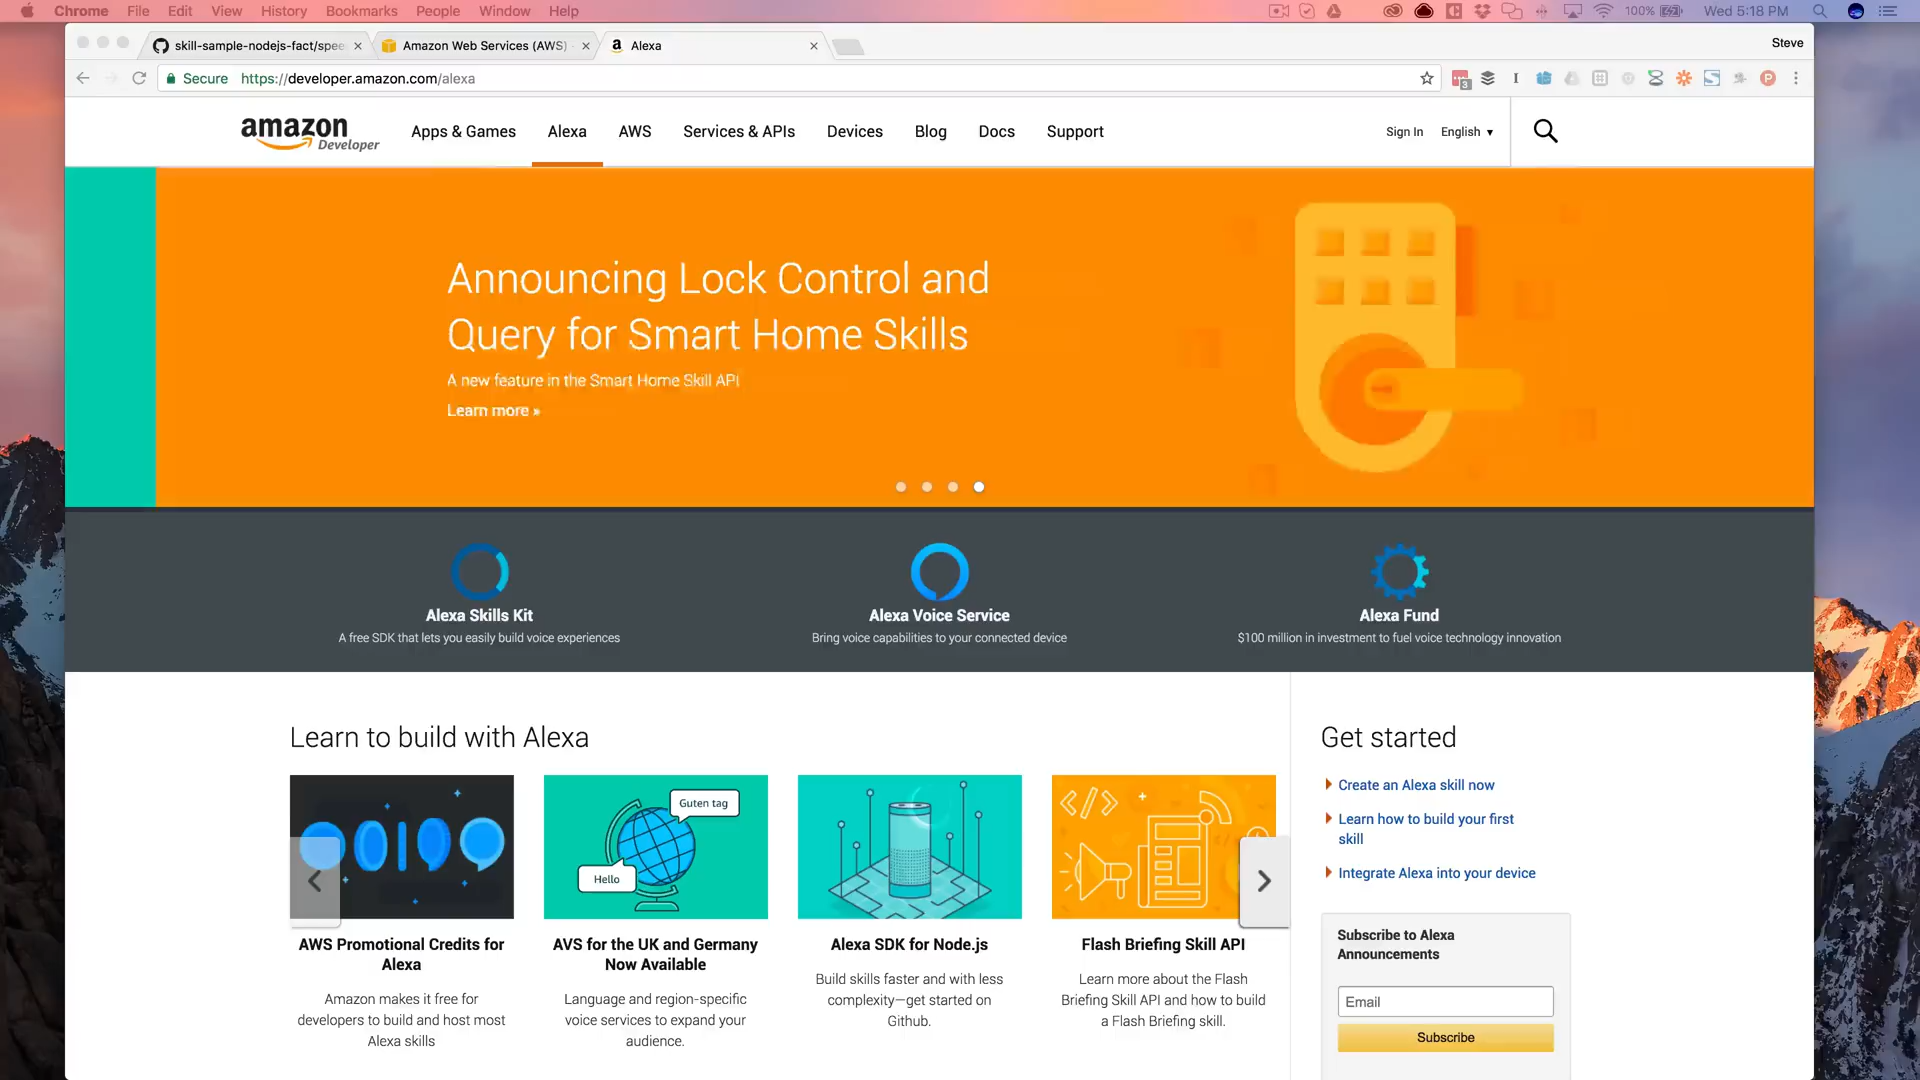 Chrome File Edit View History Bookmarks People Window Help
100% Wed 5:18 PM
skill-sample-nodejs-fact/spee
Amazon Web Services (AWS)
a Alexa
Steve
Secure https://developer.amazon.com/alexa
3
I
P
amazon
Developer
Apps & Games Alexa AWS Services & APIs Devices Blog Docs Support
Sign In English
Announcing Lock Control and
Query for Smart Home Skills
A new feature in the Smart Home Skill API
Learn more »
Alexa Skills Kit
A free SDK that lets you easily build voice experiences
Alexa Voice Service
Bring voice capabilities to your connected device
Alexa Fund
$100 million in investment to fuel voice technology innovation
Learn to build with Alexa
AWS Promotional Credits for
Alexa
Amazon makes it free for
developers to build and host most
Alexa skills
Guten tag
Hello
AVS for the UK and Germany
Now Available
Language and region-specific
voice services to expand your
audience.
Alexa SDK for Node.js
Build skills faster and with less
complexity—get started on
Github.
Flash Briefing Skill API
Learn more about the Flash
Briefing Skill API and how to build
a Flash Briefing skill.
Get started
Create an Alexa skill now
Learn how to build your first
skill
Integrate Alexa into your device
Subscribe to Alexa
Announcements
Email
Subscribe